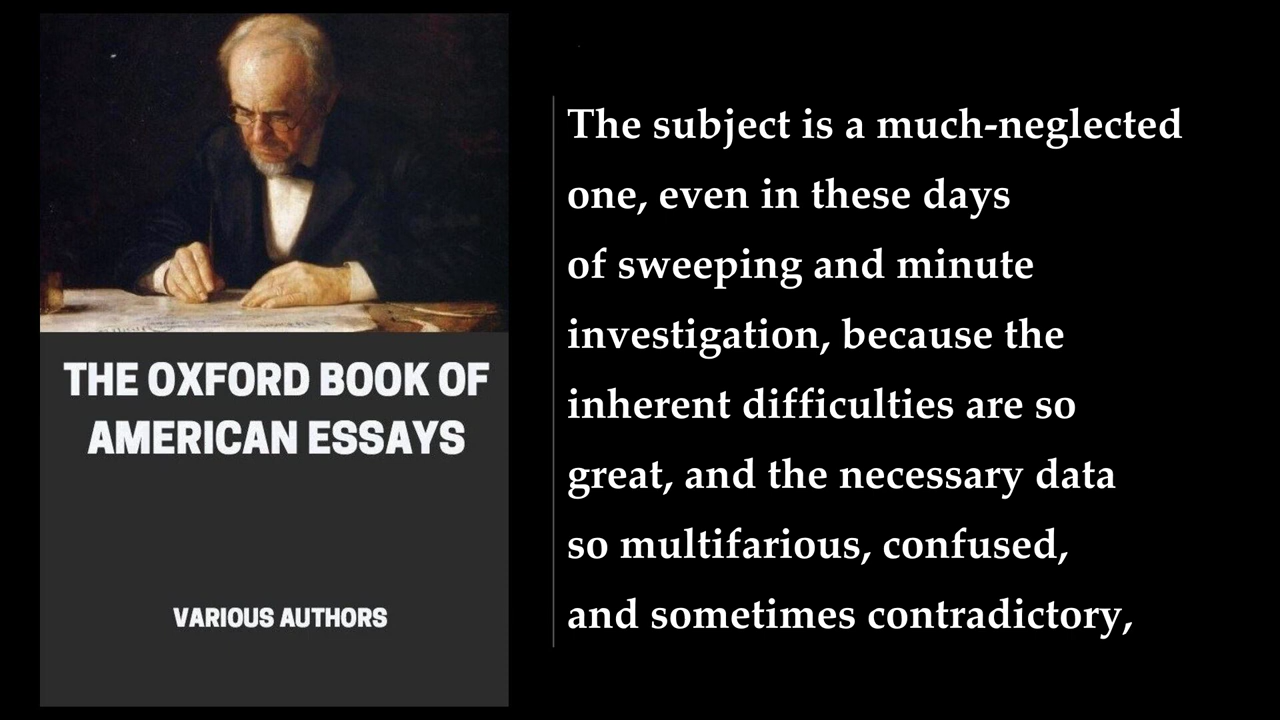 THE OXFORD BOOK OF
AMERICAN ESSAYS
VARIOUS AUTHORS
The subject is a much-neglected
one, even in these days
of sweeping and minute
investigation, because the
inherent difficulties are so
great, and the necessary data
so multifarious, confused,
and sometimes contradictory,